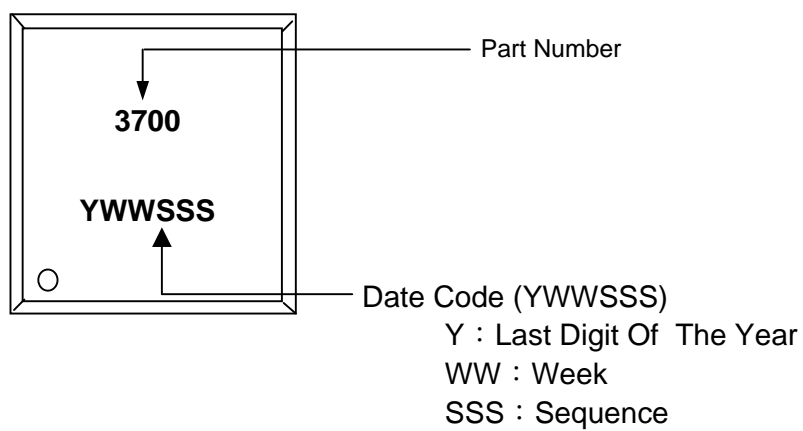 Part Number
3700
YWWSSS
Date Code (YWWSSS)
Y：Last Digit Of The Year
WW：Week
SSS：Sequence